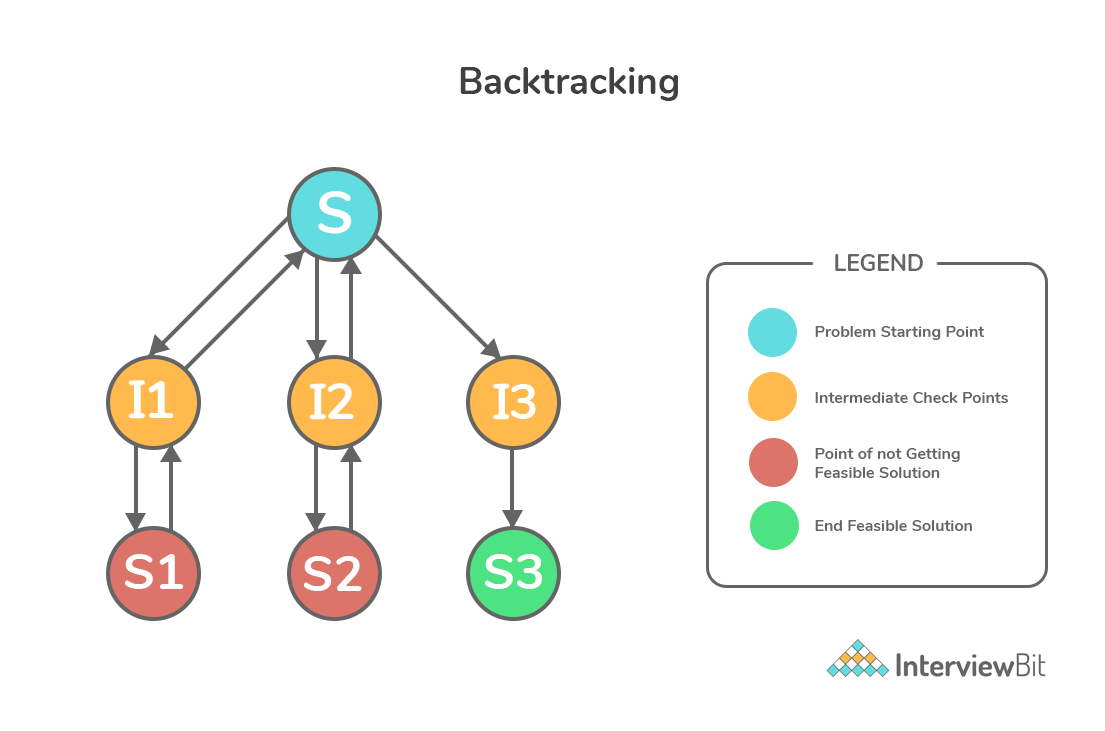 Backtracking
S
LEGEND
Problem Starting Point
I1 I2 I3
Intermediate Check Points
Point of not Getting
Feasible Solution
End Feasible Solution
S1 S2 S3
InterviewBit